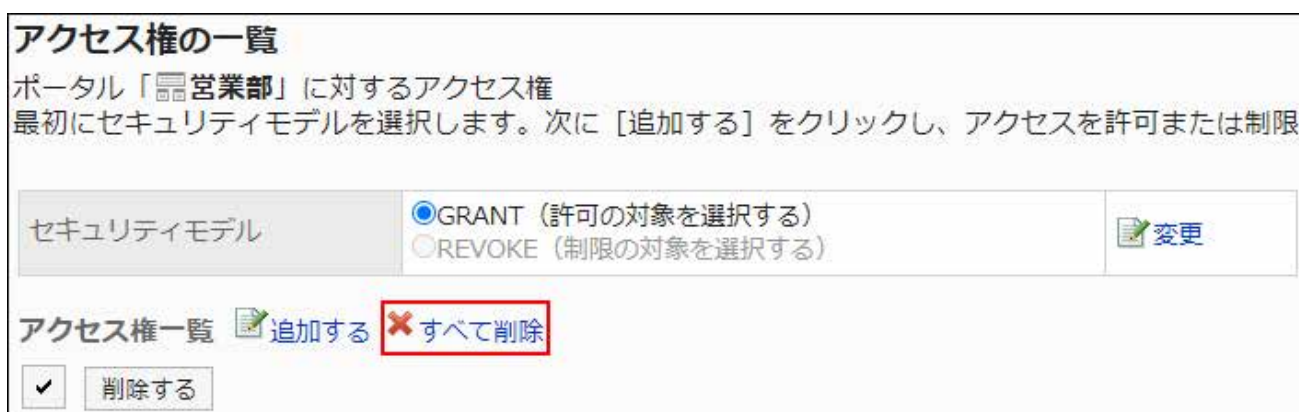 アクセス権の一覧
ポータル「営業部」に対するアクセス権
最初にセキュリティモデルを選択します。次に［追加する］をクリックし、アクセスを許可または制限
セキュリティモデル
GRANT（許可の対象を選択する）
REVOKE（制限の対象を選択する）
変更
アクセス権一覧 追加する すべて削除
削除する